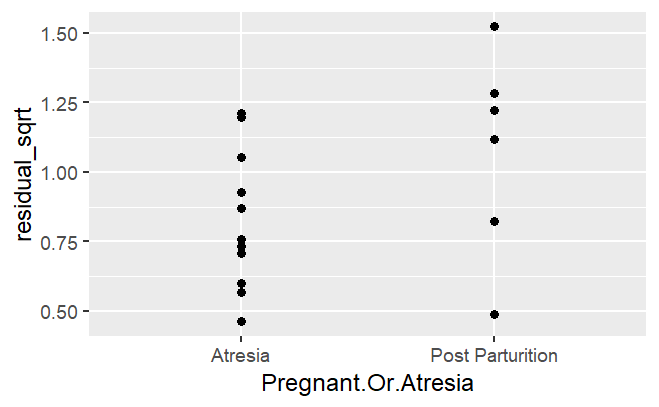 residual_sqrt
1.50
1.25
1.00
0.75
0.50
Atresia
Post Parturition
Pregnant.Or.Atresia